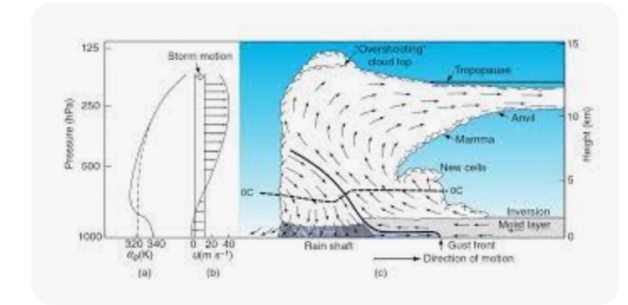 125
250
500
1000
Pressure (hPa)
Storm motion
320 340
θe(K)
(a)
0 20 40
u(m s⁻¹)
(b)
"Overshooting"
cloud top
Tropopause
Anvil
Mamma
New cells
0C
0C
Inversion
Moist layer
Rain shaft
Gust front
Direction of motion
(c)
15
10
5
0
Height (km)